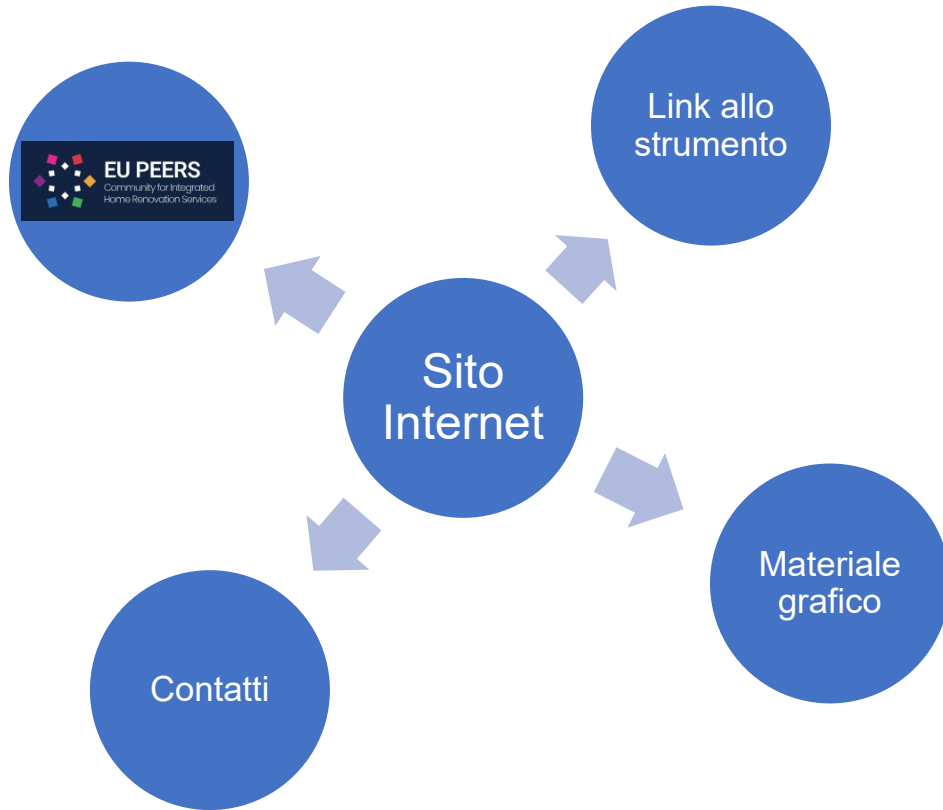 Link allo
strumento
EU PEERS
Community for Integrated
Home Renovation Services
Sito
Internet
Materiale
grafico
Contatti